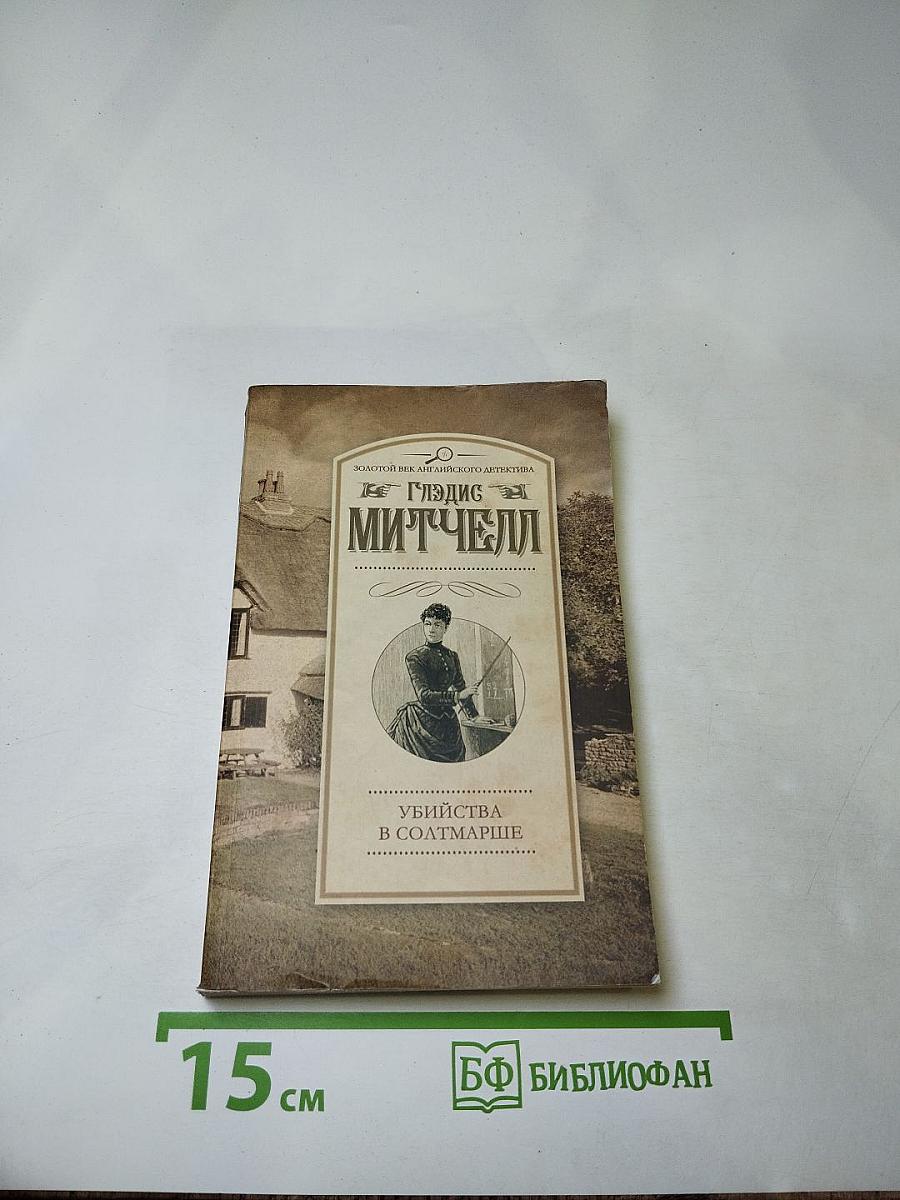 ЗОЛОТОЙ ВЕК АНГЛИЙСКОГО ДЕТЕКТИВА
ГЛЭДИС
МИТЧЕЛЛ
УБИЙСТВА
В СОЛТМАРШЕ
15 см
БФ БИБЛИОФАН